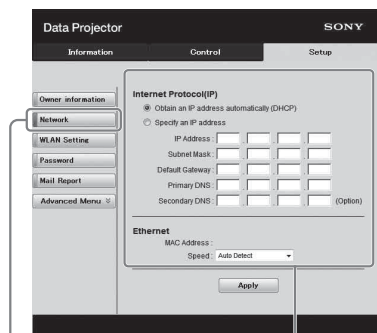 Data Projector
SONY
Information
Control
Setup
Owner information
Network
WLAN Setting
Password
Mail Report
Advanced Menu
Internet Protocol(IP)
Obtain an IP address automatically (DHCP)
Specify an IP address
IP Address :
Subnet Mask :
Default Gateway :
Primary DNS :
Secondary DNS : (Option)
Ethernet
MAC Address :
Speed : Auto Detect
Apply